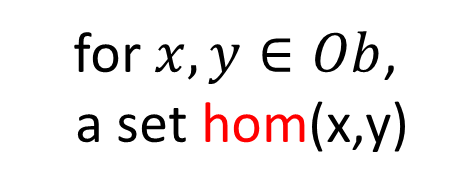 for x, y ∈ Ob,
a set hom(x,y)